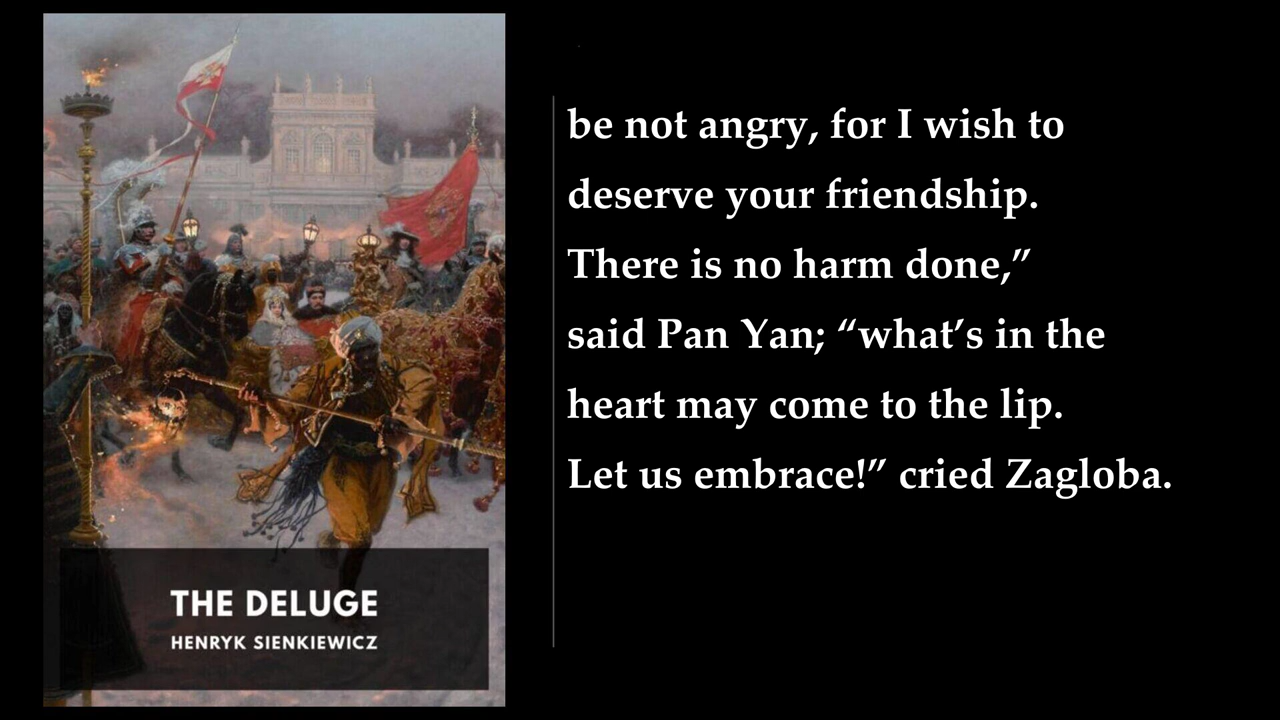 be not angry, for I wish to
deserve your friendship.
There is no harm done,”
said Pan Yan; “what’s in the
heart may come to the lip.
Let us embrace!” cried Zagloba.
THE DELUGE
HENRYK SIENKIEWICZ